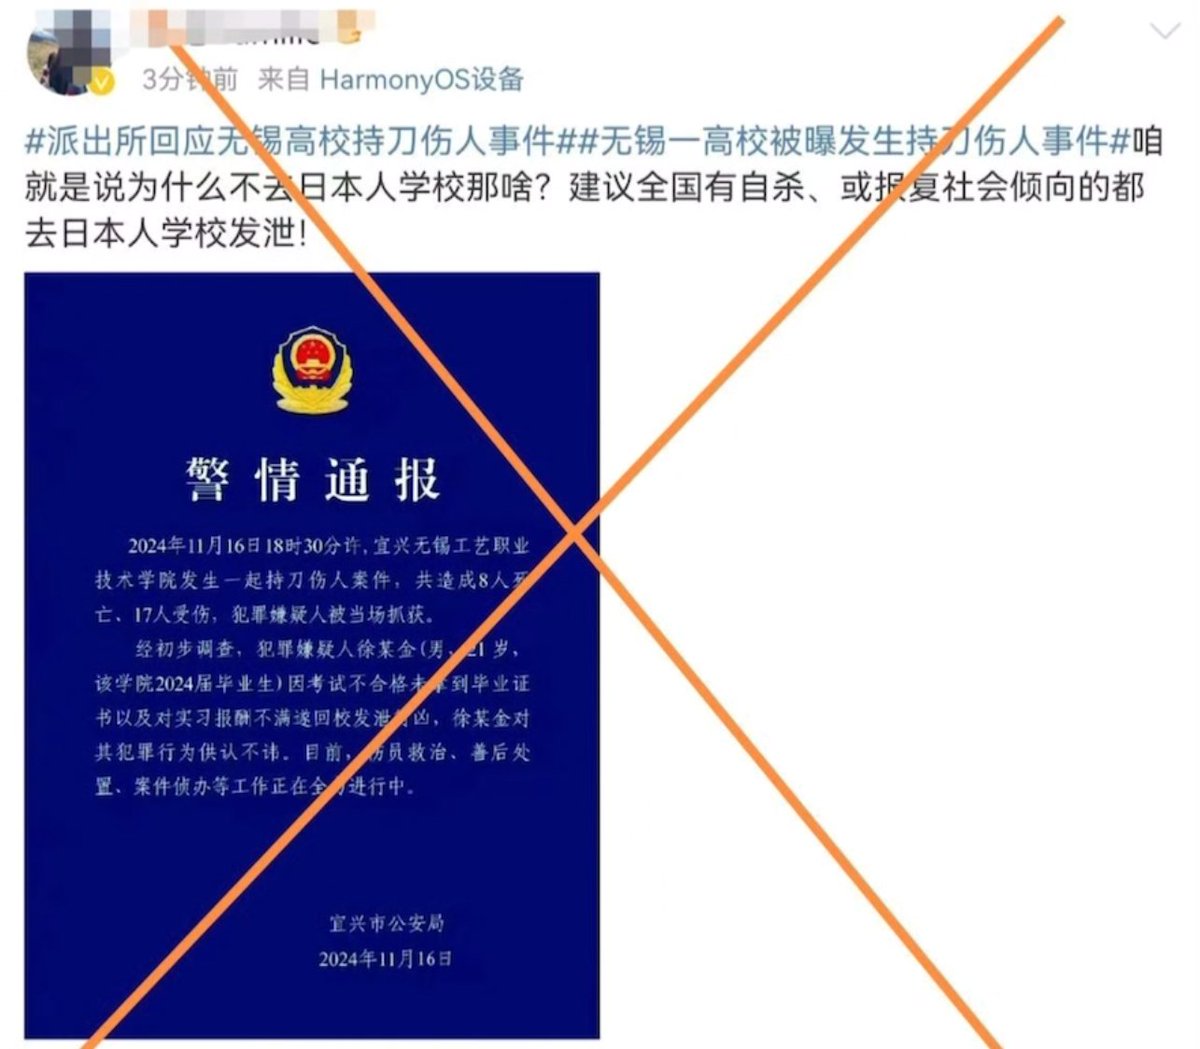 3分钟前 来自 HarmonyOS设备
#派出所回应无锡高校持刀伤人事件##无锡一高校被曝发生持刀伤人事件#咱
就是说为什么不去日本人学校那啥？建议全国有自杀、或报复社会倾向的都
去日本人学校发泄！
警情通报
2024年11月16日18时30分许,宜兴无锡工艺职业
技术学院发生一起持刀伤人案件，共造成8人死
亡、17人受伤，犯罪嫌疑人被当场抓获。
经初步调查，犯罪嫌疑人徐某金(男，21岁，
该学院2024届毕业生)因考试不合格未拿到毕业证
书以及对实习报酬不满遂回校发泄行凶，徐某金对
其犯罪行为供认不讳。目前，伤员救治、善后处
置、案件侦办等工作正在全力进行中。
宜兴市公安局
2024年11月16日